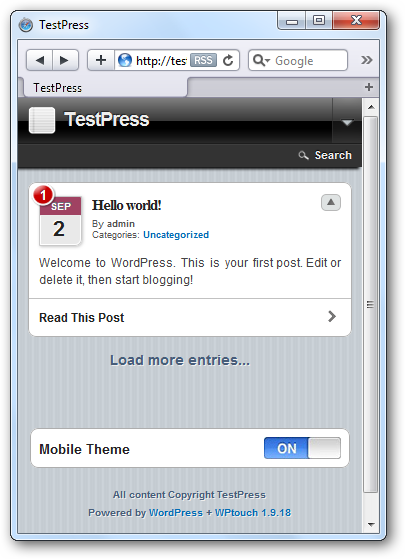 TestPress
http://tes RSS Google
TestPress
TestPress
Search
1
SEP
2
Hello world!
By admin
Categories: Uncategorized
Welcome to WordPress. This is your first post. Edit or
delete it, then start blogging!
Read This Post
Load more entries...
Mobile Theme ON
All content Copyright TestPress
Powered by WordPress + WPtouch 1.9.18